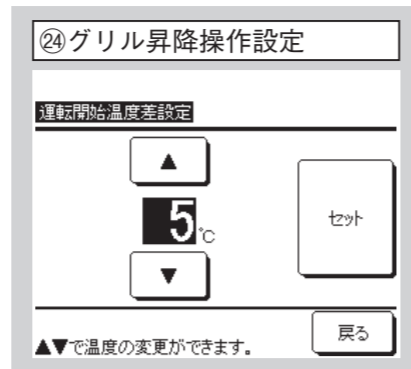 ㉔グリル昇降操作設定
運転開始温度差設定
▲
5℃
セット
▼
▲▼で温度の変更ができます。
戻る